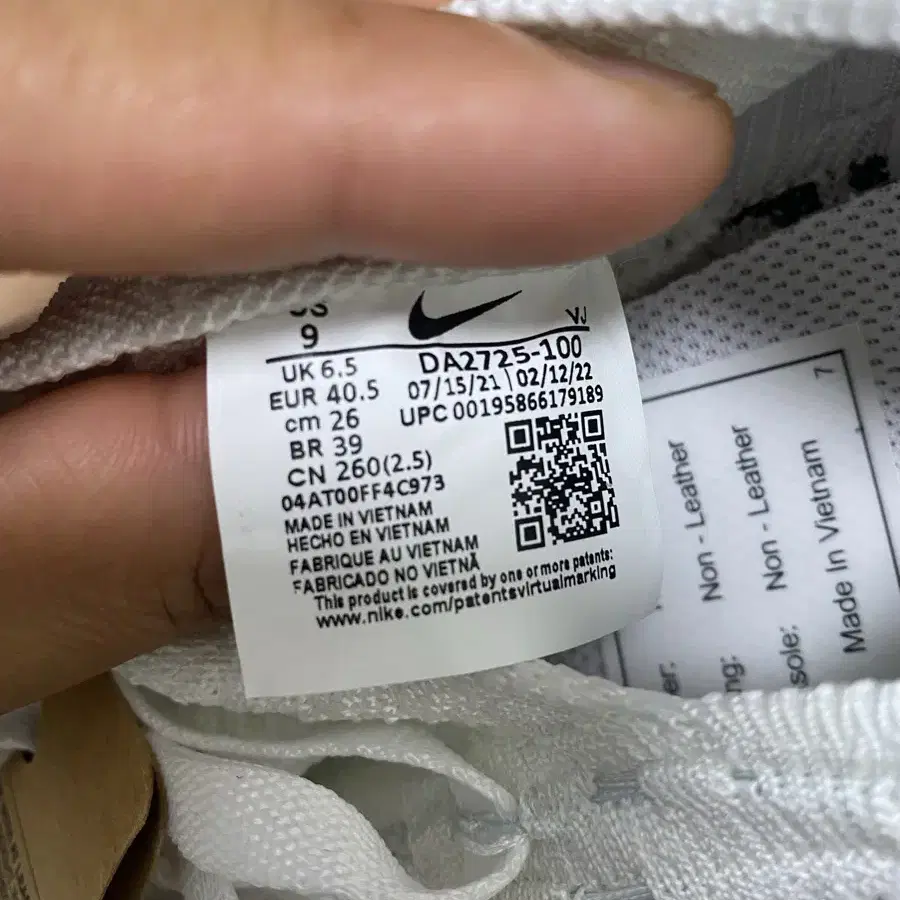 US
9
VJ
UK 6.5
EUR 40.5
cm 26
BR 39
CN 260(2.5)
04AT00FF4C973
DA2725-100
07/15/21 \ 02/12/22
UPC 00195866179189
MADE IN VIETNAM
HECHO EN VIETNAM
FABRIQUE AU VIETNAM
FABRICADO NO VIETNÃ
This product is covered by one or more patents:
www.nike.com/patentsvirtualmarking
Non - Leather
Non - Leather
sole:
Made In Vietnam
7